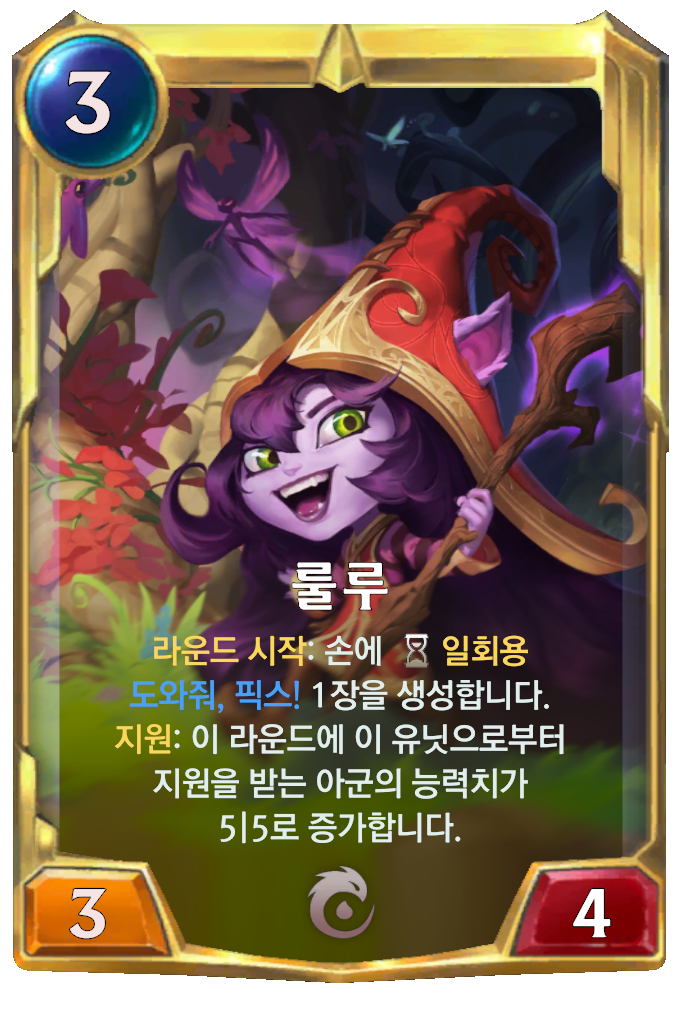 3
룰루
라운드 시작: 손에 일회용
도와줘, 픽스! 1장을 생성합니다.
지원: 이 라운드에 이 유닛으로부터
지원을 받는 아군의 능력치가
5|5로 증가합니다.
3
4